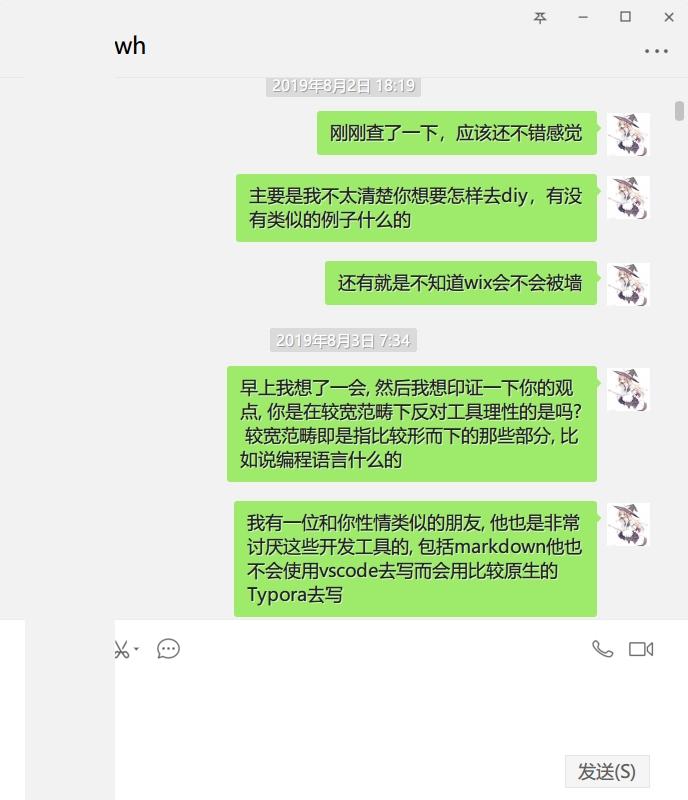 wh
2019年8月2日 18:19
刚刚查了一下，应该还不错感觉
主要是我不太清楚你想要怎样去diy，有没
有类似的例子什么的
还有就是不知道wix会不会被墙
2019年8月3日 7:34
早上我想了一会, 然后我想印证一下你的观
点, 你是在较宽范畴下反对工具理性的是吗?
较宽范畴即是指比较形而下的那些部分, 比
如说编程语言什么的
我有一位和你性情类似的朋友, 他也是非常
讨厌这些开发工具的, 包括markdown他也
不会使用vscode去写而会用比较原生的
Typora去写
发送(S)